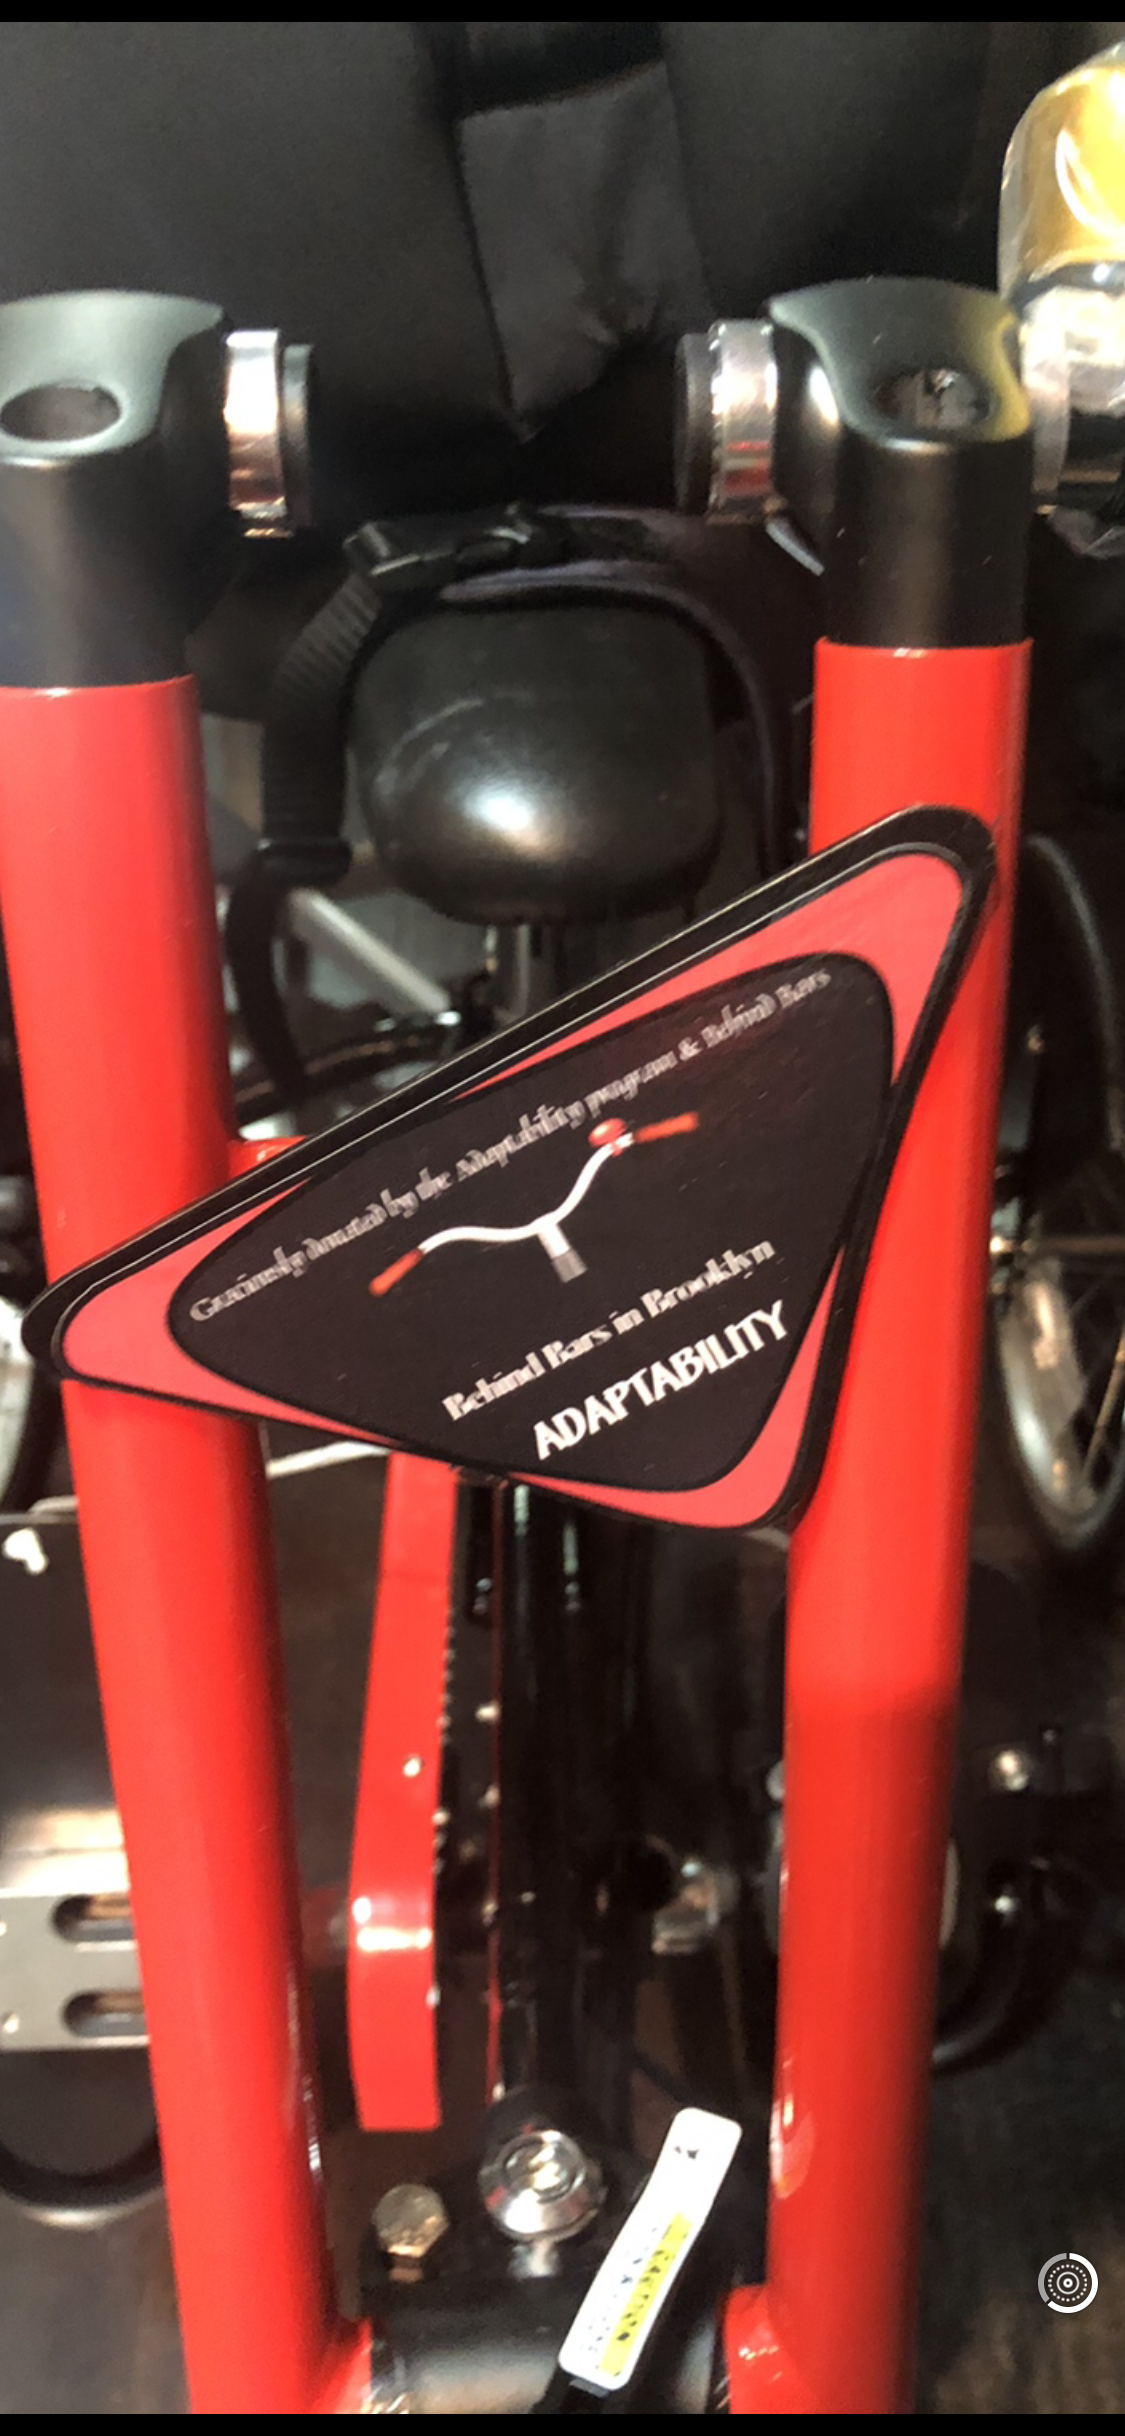 Graciously donated by the Adaptability program & Behind Bars
Behind Bars in Brooklyn
ADAPTABILITY